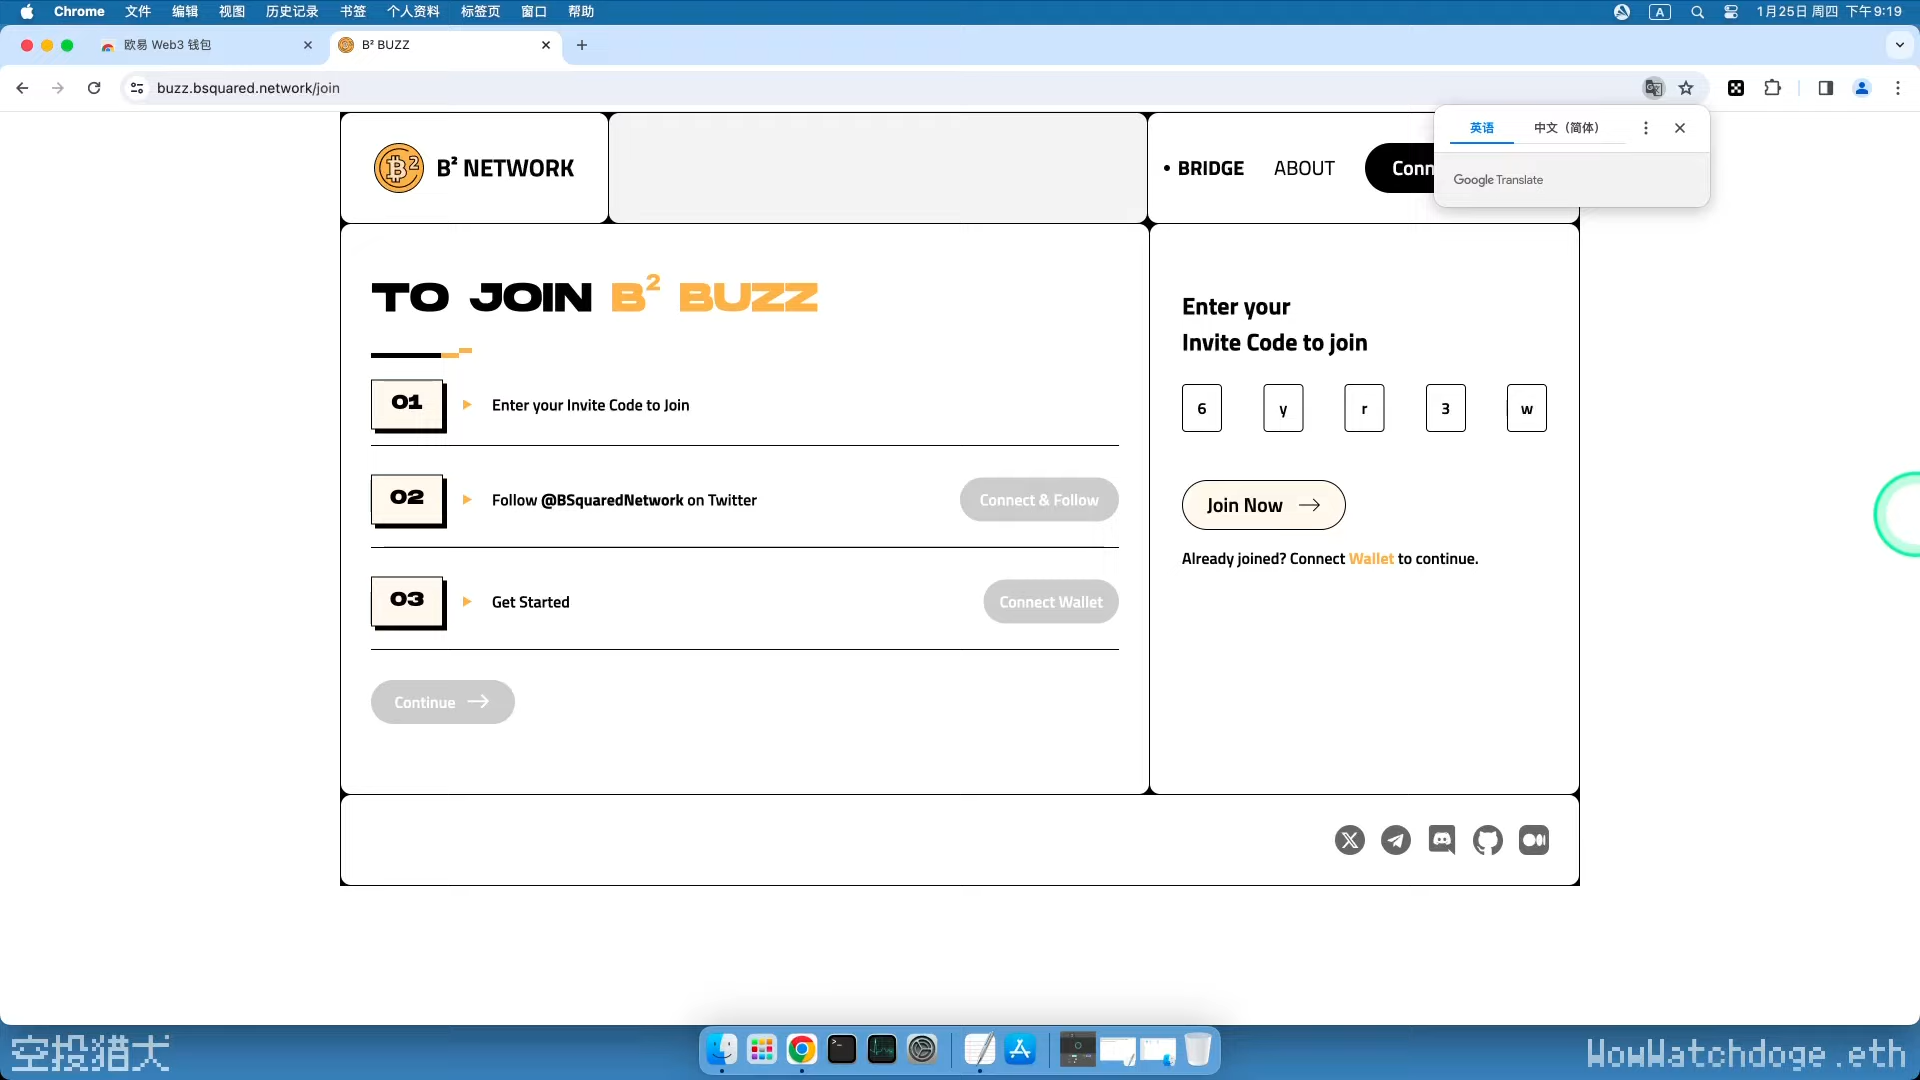 Chrome 文件 编辑 视图 历史记录 书签 个人资料 标签页 窗口 帮助 A 1月25日 周四 下午9:19
欧易 Web3 钱包 B² BUZZ
buzz.bsquared.network/join
英语 中文（简体）
Google Translate
B² NETWORK
• BRIDGE ABOUT Conn
TO JOIN B² BUZZ
01 Enter your Invite Code to Join
02 Follow @BSquaredNetwork on Twitter Connect & Follow
03 Get Started Connect Wallet
Continue
Enter your
Invite Code to join
6 y r 3 w
Join Now
Already joined? Connect Wallet to continue.
空投猎犬
WowWatchdoge.eth